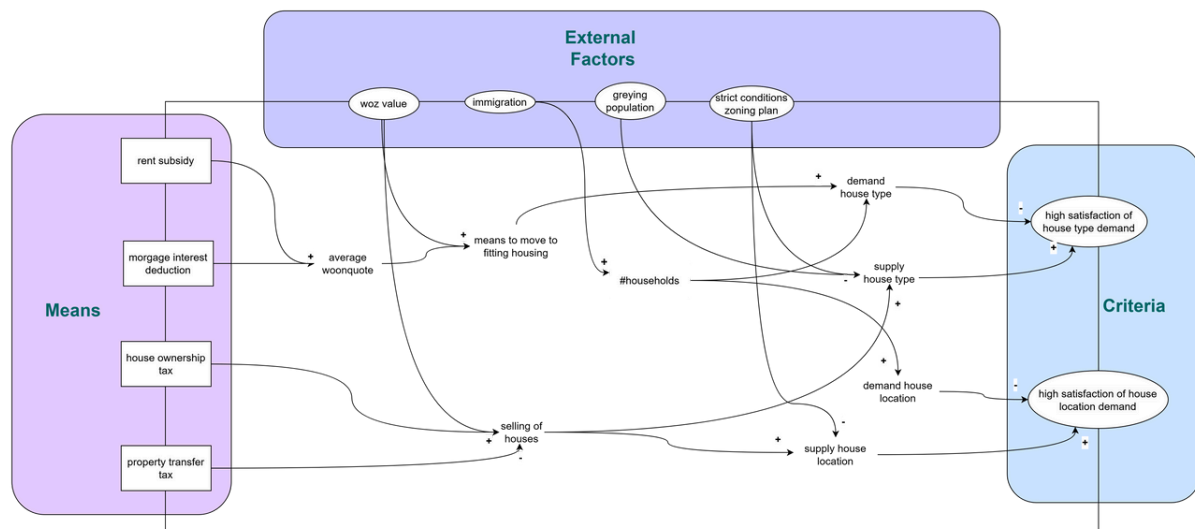 External
Factors
woz value
immigration
greying
population
strict conditions
zoning plan
rent subsidy
morgage interest
deduction
Means
house ownership
tax
property transfer
tax
+
average
woonquote
+
means to move to
fitting housing
+
demand
house type
-
high satisfaction of
house type demand
+
+
#households
-
supply
house type
+
Criteria
+
demand house
location
-
high satisfaction of house
location demand
+
selling of
houses
+
-
+
-
supply house
location